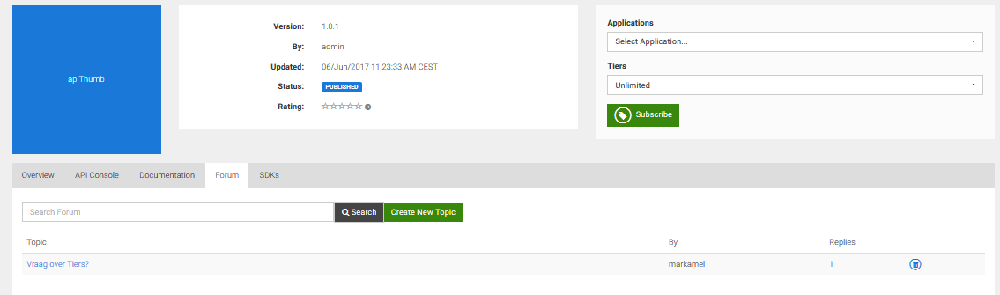 apiThumb
Version: 1.0.1
By: admin
Updated: 06/Jun/2017 11:23:33 AM CEST
Status: PUBLISHED
Rating:
Applications
Select Application...
Tiers
Unlimited
Subscribe
Overview API Console Documentation Forum SDKs
Search Forum Search Create New Topic
Topic By Replies
Vraag over Tiers? markamel 1